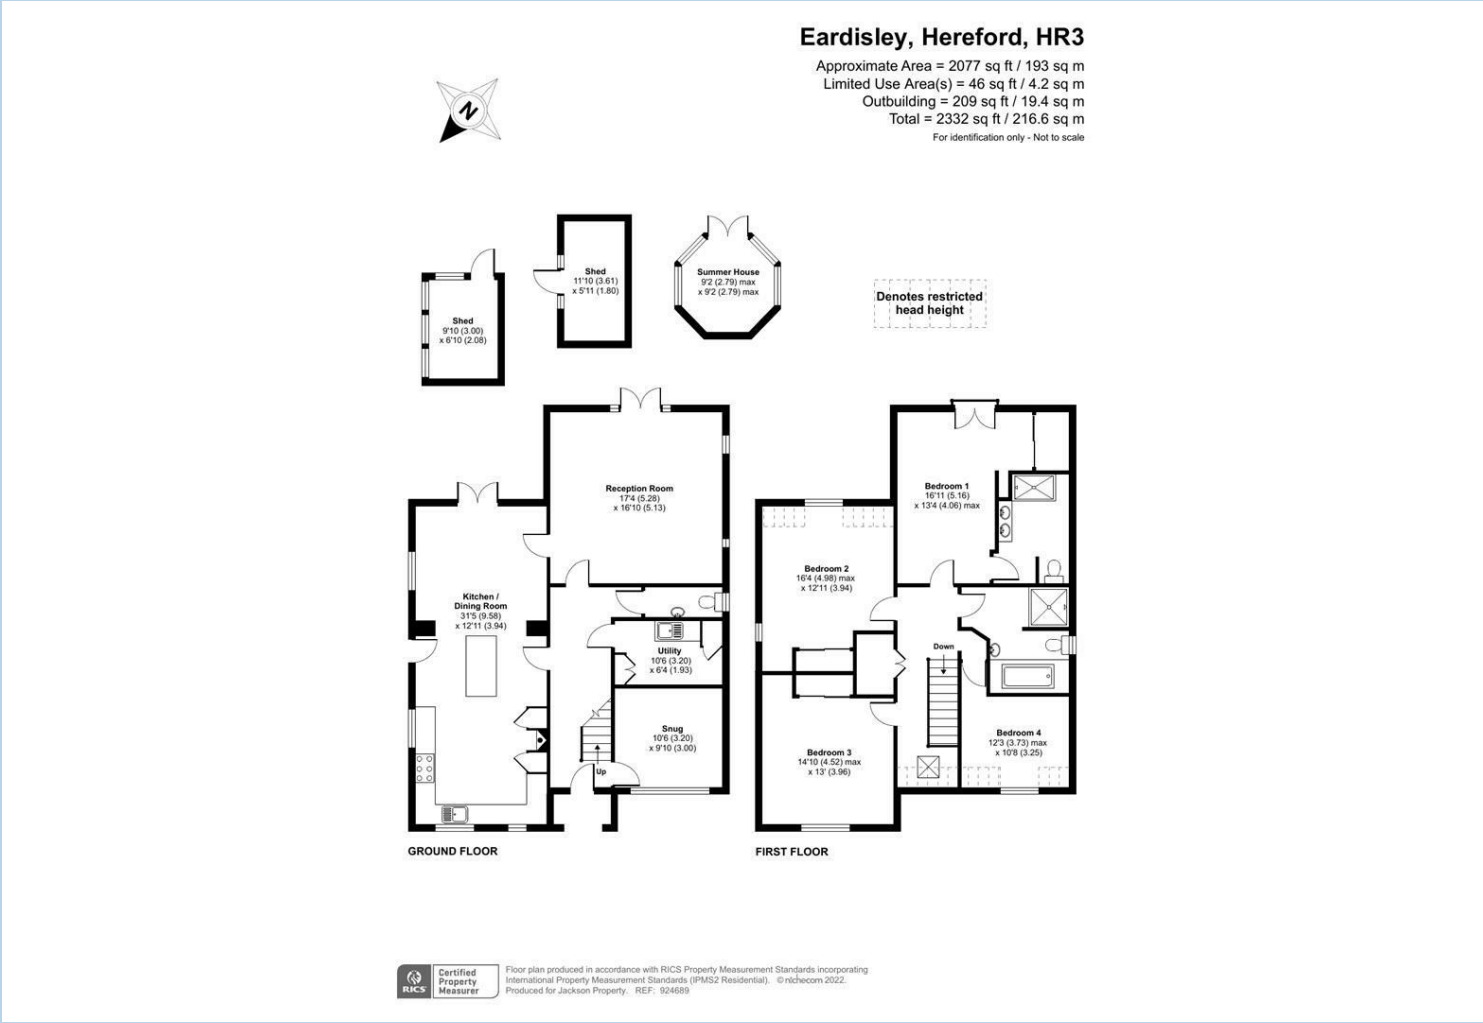 Eardisley, Hereford, HR3
Approximate Area = 2077 sq ft / 193 sq m
Limited Use Area(s) = 46 sq ft / 4.2 sq m
Outbuilding = 209 sq ft / 19.4 sq m
Total = 2332 sq ft / 216.6 sq m
For identification only - Not to scale
N
Shed
9'10 (3.00)
x 6'10 (2.08)
Shed
11'10 (3.61)
x 5'11 (1.80)
Summer House
9'2 (2.79) max
x 9'2 (2.79) max
Denotes restricted
head height
Reception Room
17'4 (5.28)
x 16'10 (5.13)
Kitchen /
Dining Room
31'5 (9.58)
x 12'11 (3.94)
Utility
10'6 (3.20)
x 6'4 (1.93)
Snug
10'6 (3.20)
x 9'10 (3.00)
Up
GROUND FLOOR
Bedroom 1
16'11 (5.16)
x 13'4 (4.06) max
Bedroom 2
16'4 (4.98) max
x 12'11 (3.94)
Down
Bedroom 3
14'10 (4.52) max
x 13' (3.96)
Bedroom 4
12'3 (3.73) max
x 10'8 (3.25)
FIRST FLOOR
RICS
Certified
Property
Measurer
Floor plan produced in accordance with RICS Property Measurement Standards incorporating
International Property Measurement Standards (IPMS2 Residential). © nichecom 2022.
Produced for Jackson Property. REF: 924689